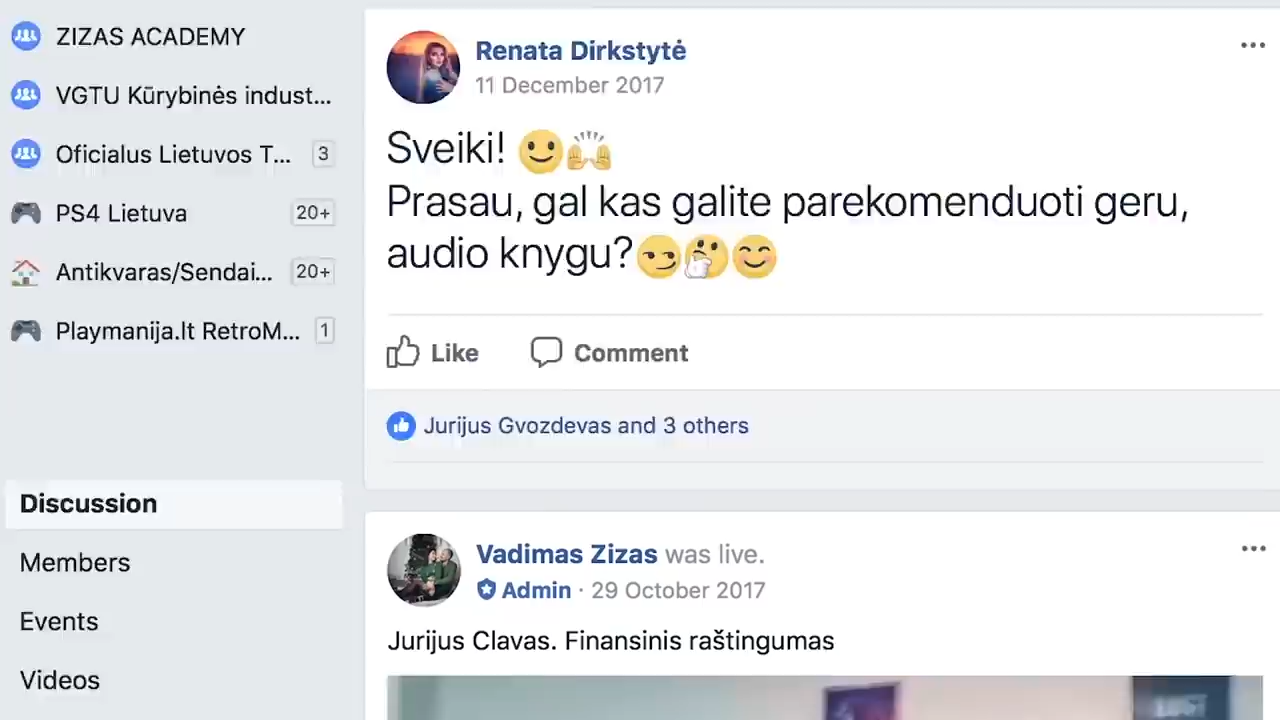 ZIZAS ACADEMY
VGTU Kūrybinės indust...
Oficialus Lietuvos T... 3
PS4 Lietuva 20+
Antikvaras/Sendai... 20+
Playmanija.lt RetroM... 1
Discussion
Members
Events
Videos
Renata Dirkstytė
11 December 2017
Sveiki! 🙂🙌
Prasau, gal kas galite parekomenduoti geru,
audio knygu?😏🤔😊
Like Comment
Jurijus Gvozdevas and 3 others
Vadimas Zizas was live.
Admin · 29 October 2017
Jurijus Clavas. Finansinis raštingumas